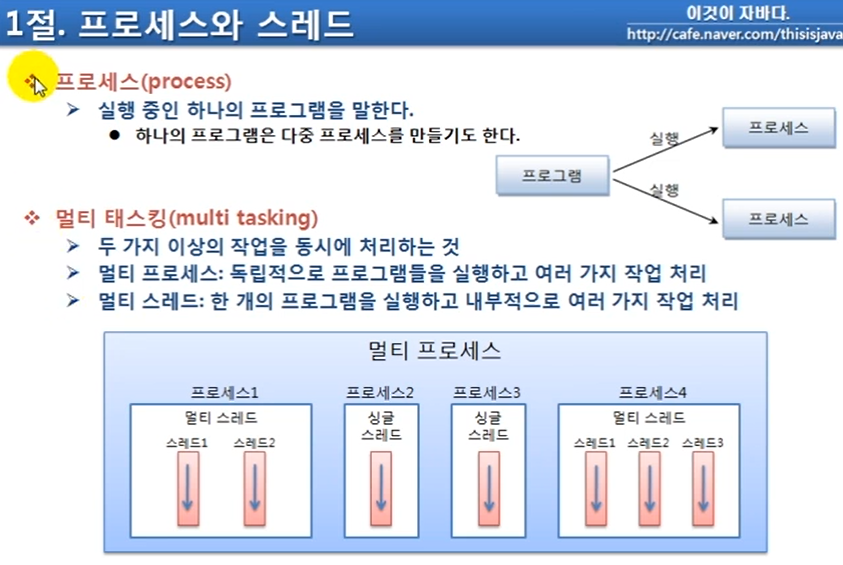 1절. 프로세스와 스레드
이것이 자바다.
http://cafe.naver.com/thisisjava
프로세스(process)
실행 중인 하나의 프로그램을 말한다.
하나의 프로그램은 다중 프로세스를 만들기도 한다.
프로그램
실행
프로세스
실행
프로세스
멀티 태스킹(multi tasking)
두 가지 이상의 작업을 동시에 처리하는 것
멀티 프로세스: 독립적으로 프로그램들을 실행하고 여러 가지 작업 처리
멀티 스레드: 한 개의 프로그램을 실행하고 내부적으로 여러 가지 작업 처리
멀티 프로세스
프로세스1
멀티 스레드
스레드1 스레드2
프로세스2
싱글
스레드
프로세스3
싱글
스레드
프로세스4
멀티 스레드
스레드1 스레드2 스레드3